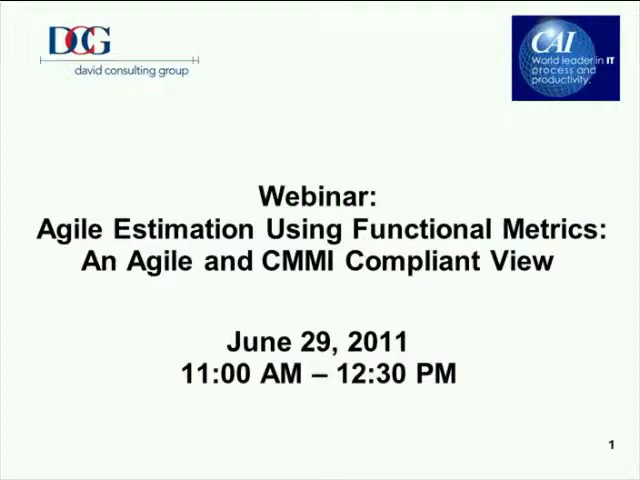 DCG
david consulting group
CAI
World leader in IT
process and
productivity.
Webinar:
Agile Estimation Using Functional Metrics:
An Agile and CMMI Compliant View
June 29, 2011
11:00 AM – 12:30 PM
1